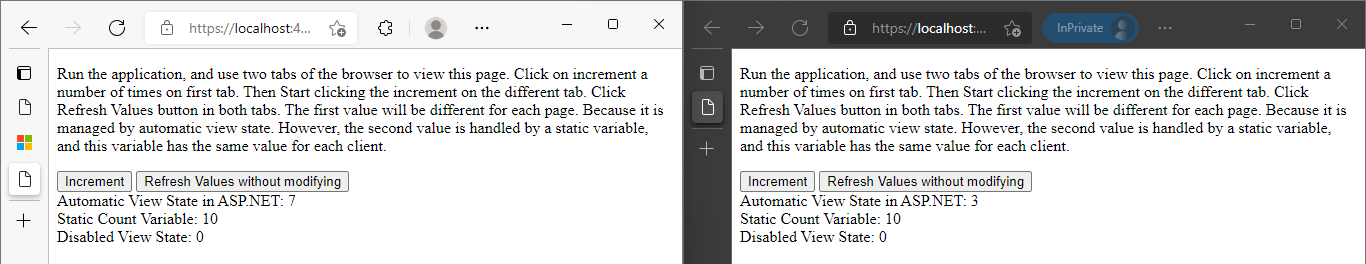 https://localhost:4...
Run the application, and use two tabs of the browser to view this page. Click on increment a
number of times on first tab. Then Start clicking the increment on the different tab. Click
Refresh Values button in both tabs. The first value will be different for each page. Because it is
managed by automatic view state. However, the second value is handled by a static variable,
and this variable has the same value for each client.
Increment Refresh Values without modifying
Automatic View State in ASP.NET: 7
Static Count Variable: 10
Disabled View State: 0
https://localhost:... InPrivate
Run the application, and use two tabs of the browser to view this page. Click on increment a
number of times on first tab. Then Start clicking the increment on the different tab. Click
Refresh Values button in both tabs. The first value will be different for each page. Because it is
managed by automatic view state. However, the second value is handled by a static variable,
and this variable has the same value for each client.
Increment Refresh Values without modifying
Automatic View State in ASP.NET: 3
Static Count Variable: 10
Disabled View State: 0